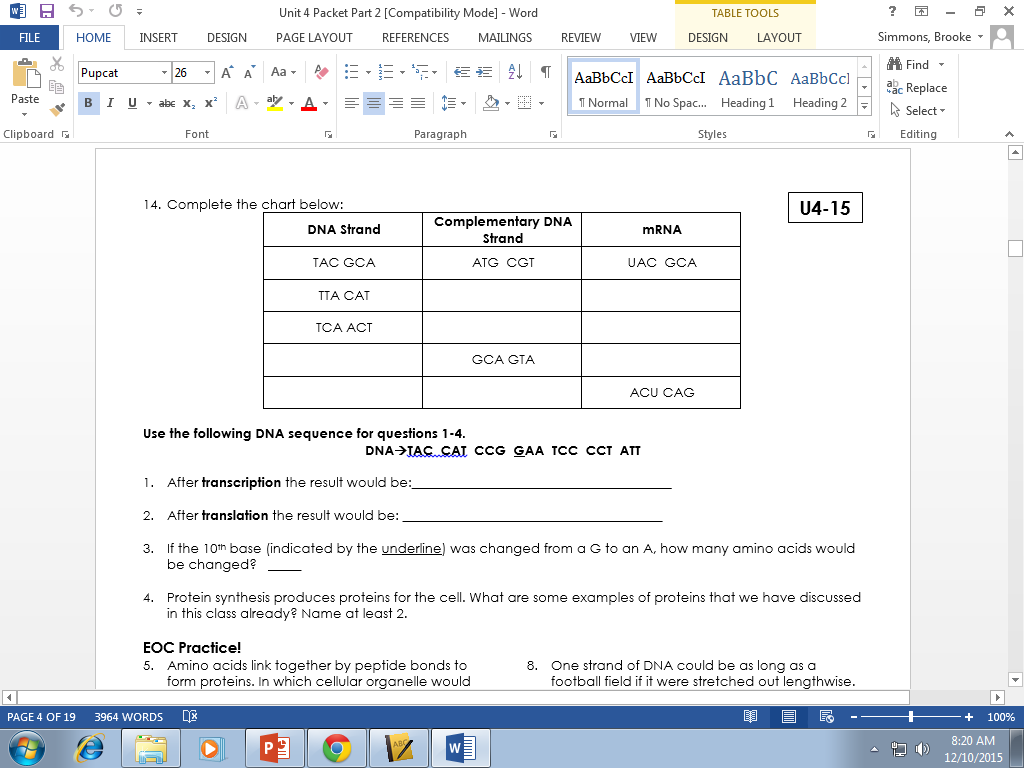 Unit 4 Packet Part 2 [Compatibility Mode] - Word
TABLE TOOLS
FILE HOME INSERT DESIGN PAGE LAYOUT REFERENCES MAILINGS REVIEW VIEW DESIGN LAYOUT Simmons, Brooke
Pupcat 26 Aa AaBbCcI AaBbCcI AaBbC AaBbCcl Find
Paste B I U abc x₂ x² A ab A ¶ Normal ¶ No Spac... Heading 1 Heading 2 Replace
Select
Clipboard Font Paragraph Styles Editing
14. Complete the chart below:
U4-15
DNA Strand Complementary DNA Strand mRNA
TAC GCA ATG CGT UAC GCA
TTA CAT
TCA ACT
GCA GTA
ACU CAG
Use the following DNA sequence for questions 1-4.
DNA→TAC CAT CCG GAA TCC CCT ATT
1. After transcription the result would be:____________________
2. After translation the result would be: ____________________
3. If the 10th base (indicated by the underline) was changed from a G to an A, how many amino acids would
be changed? _____
4. Protein synthesis produces proteins for the cell. What are some examples of proteins that we have discussed
in this class already? Name at least 2.
EOC Practice!
5. Amino acids link together by peptide bonds to
form proteins. In which cellular organelle would
8. One strand of DNA could be as long as a
football field if it were stretched out lengthwise.
PAGE 4 OF 19 3964 WORDS 100%
8:20 AM
12/10/2015